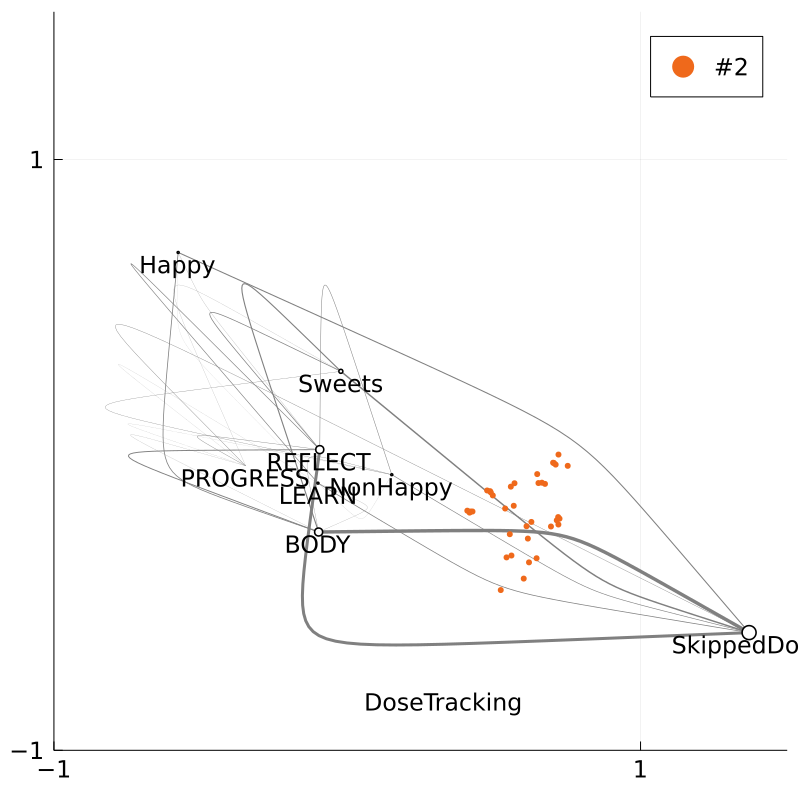 #2
1
Happy
Sweets
REFLECT
PROGRESS
NonHappy
LEARN
BODY
SkippedDo
DoseTracking
−1
−1
1